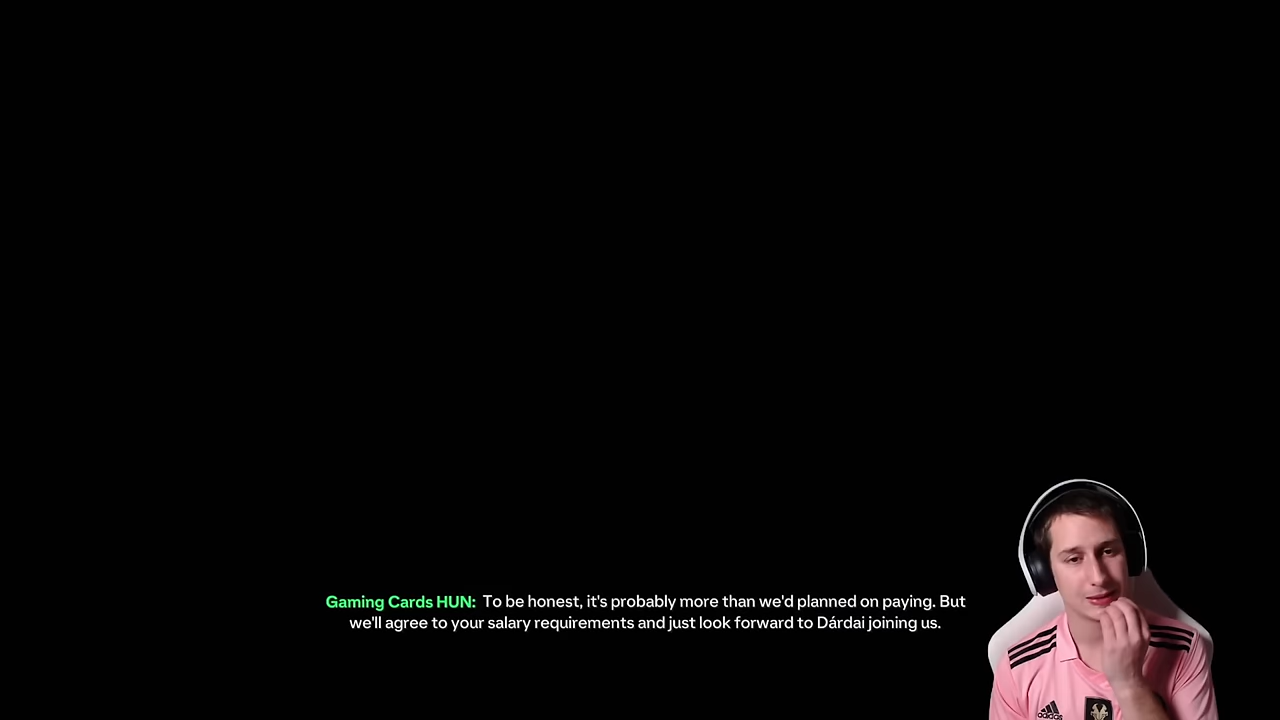 Gaming Cards HUN: To be honest, it's probably more than we'd planned on paying. But
we'll agree to your salary requirements and just look forward to Dárdai joining us.
adidas